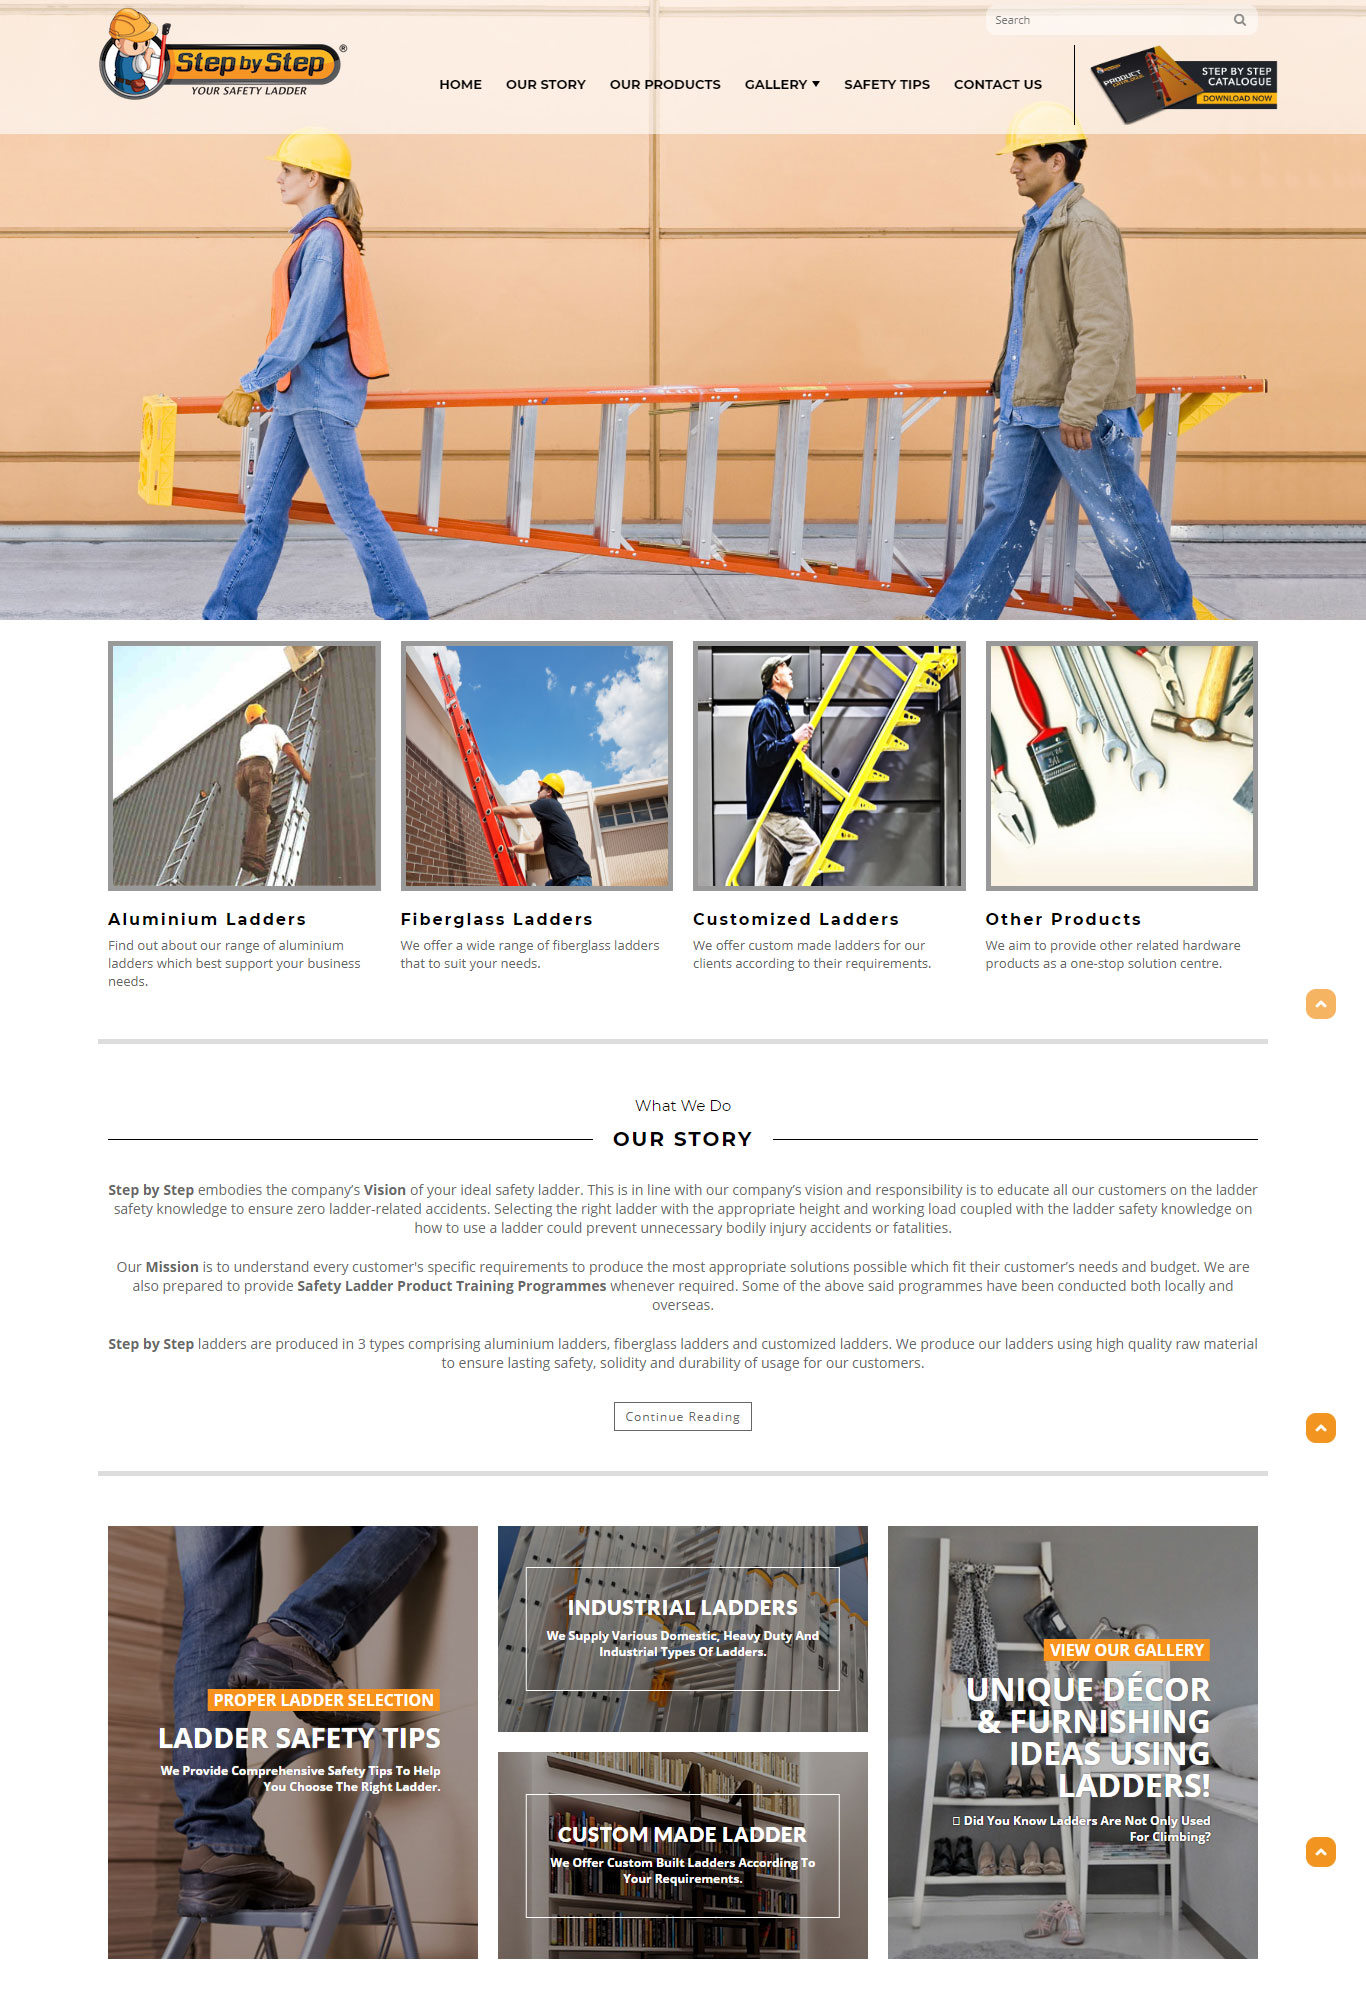 Search
Step by Step ®
YOUR SAFETY LADDER
HOME OUR STORY OUR PRODUCTS GALLERY SAFETY TIPS CONTACT US
PRODUCT
CATALOGUE
STEP BY STEP
CATALOGUE
DOWNLOAD NOW
Aluminium Ladders
Find out about our range of aluminium
ladders which best support your business
needs.
Fiberglass Ladders
We offer a wide range of fiberglass ladders
that to suit your needs.
Customized Ladders
We offer custom made ladders for our
clients according to their requirements.
Other Products
We aim to provide other related hardware
products as a one-stop solution centre.
What We Do
OUR STORY
Step by Step embodies the company’s Vision of your ideal safety ladder. This is in line with our company’s vision and responsibility is to educate all our customers on the ladder
safety knowledge to ensure zero ladder-related accidents. Selecting the right ladder with the appropriate height and working load coupled with the ladder safety knowledge on
how to use a ladder could prevent unnecessary bodily injury accidents or fatalities.
Our Mission is to understand every customer's specific requirements to produce the most appropriate solutions possible which fit their customer’s needs and budget. We are
also prepared to provide Safety Ladder Product Training Programmes whenever required. Some of the above said programmes have been conducted both locally and
overseas.
Step by Step ladders are produced in 3 types comprising aluminium ladders, fiberglass ladders and customized ladders. We produce our ladders using high quality raw material
to ensure lasting safety, solidity and durability of usage for our customers.
Continue Reading
PROPER LADDER SELECTION
LADDER SAFETY TIPS
We Provide Comprehensive Safety Tips To Help
You Choose The Right Ladder.
INDUSTRIAL LADDERS
We Supply Various Domestic, Heavy Duty And
Industrial Types Of Ladders.
CUSTOM MADE LADDER
We Offer Custom Built Ladders According To
Your Requirements.
VIEW OUR GALLERY
UNIQUE DÉCOR
& FURNISHING
IDEAS USING
LADDERS!
Did You Know Ladders Are Not Only Used
For Climbing?